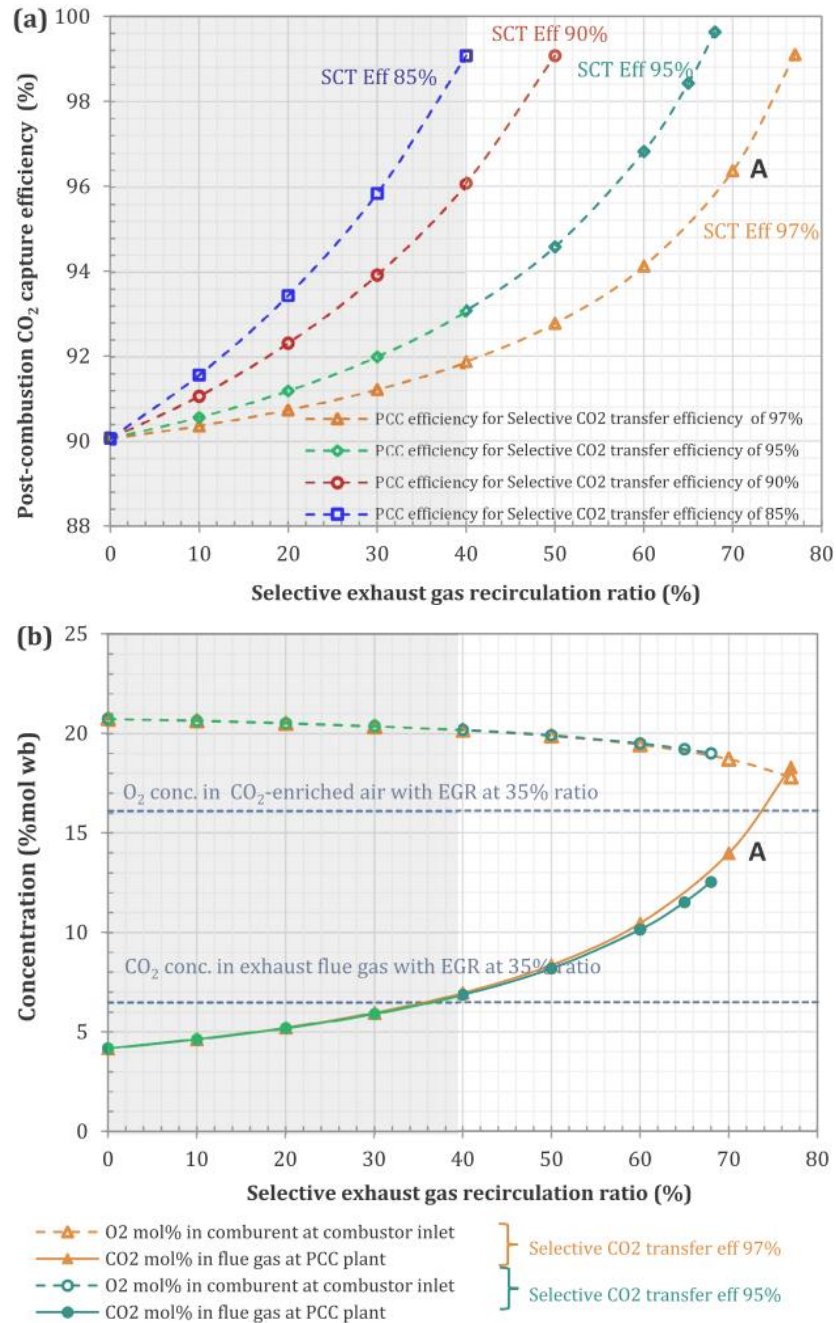 (a)
Post-combustion CO₂ capture efficiency (%)
100
98
96
94
92
90
88
SCT Eff 85%
SCT Eff 90%
SCT Eff 95%
A
SCT Eff 97%
PCC efficiency for Selective CO2 transfer efficiency of 97%
PCC efficiency for Selective CO2 transfer efficiency of 95%
PCC efficiency for Selective CO2 transfer efficiency of 90%
PCC efficiency for Selective CO2 transfer efficiency of 85%
0 10 20 30 40 50 60 70 80
Selective exhaust gas recirculation ratio (%)
(b)
Concentration (%mol wb)
25
20
15
10
5
0
O₂ conc. in CO₂-enriched air with EGR at 35% ratio
A
CO₂ conc. in exhaust flue gas with EGR at 35% ratio
0 10 20 30 40 50 60 70 80
Selective exhaust gas recirculation ratio (%)
O2 mol% in comburent at combustor inlet
CO2 mol% in flue gas at PCC plant
Selective CO2 transfer eff 97%
O2 mol% in comburent at combustor inlet
CO2 mol% in flue gas at PCC plant
Selective CO2 transfer eff 95%